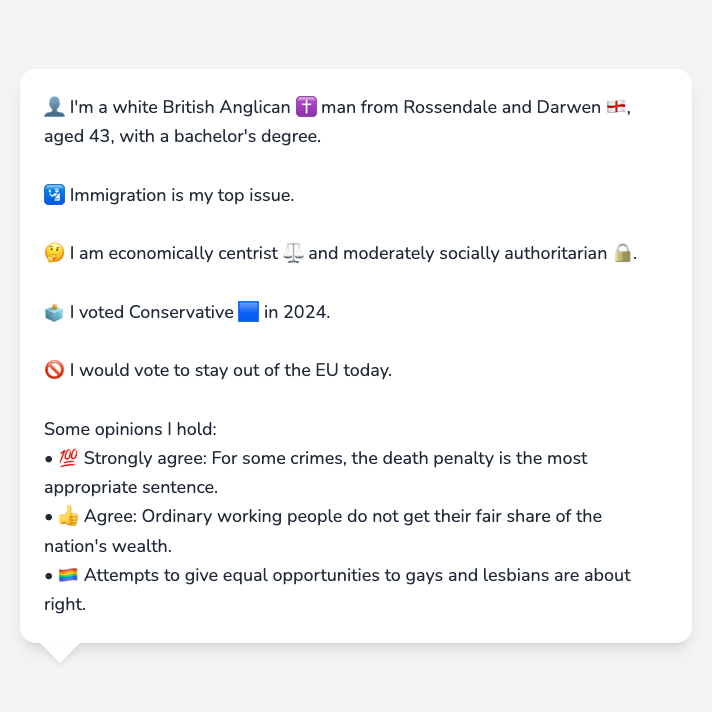 👤 I'm a white British Anglican ✝️ man from Rossendale and Darwen 🏴󠁧󠁢󠁥󠁮󠁧󠁿,
aged 43, with a bachelor's degree.
🛂 Immigration is my top issue.
🤔 I am economically centrist ⚖️ and moderately socially authoritarian 🔒.
🗳️ I voted Conservative 🟦 in 2024.
🚫 I would vote to stay out of the EU today.
Some opinions I hold:
• 💯 Strongly agree: For some crimes, the death penalty is the most
appropriate sentence.
• 👍 Agree: Ordinary working people do not get their fair share of the
nation's wealth.
• 🏳️‍🌈 Attempts to give equal opportunities to gays and lesbians are about
right.